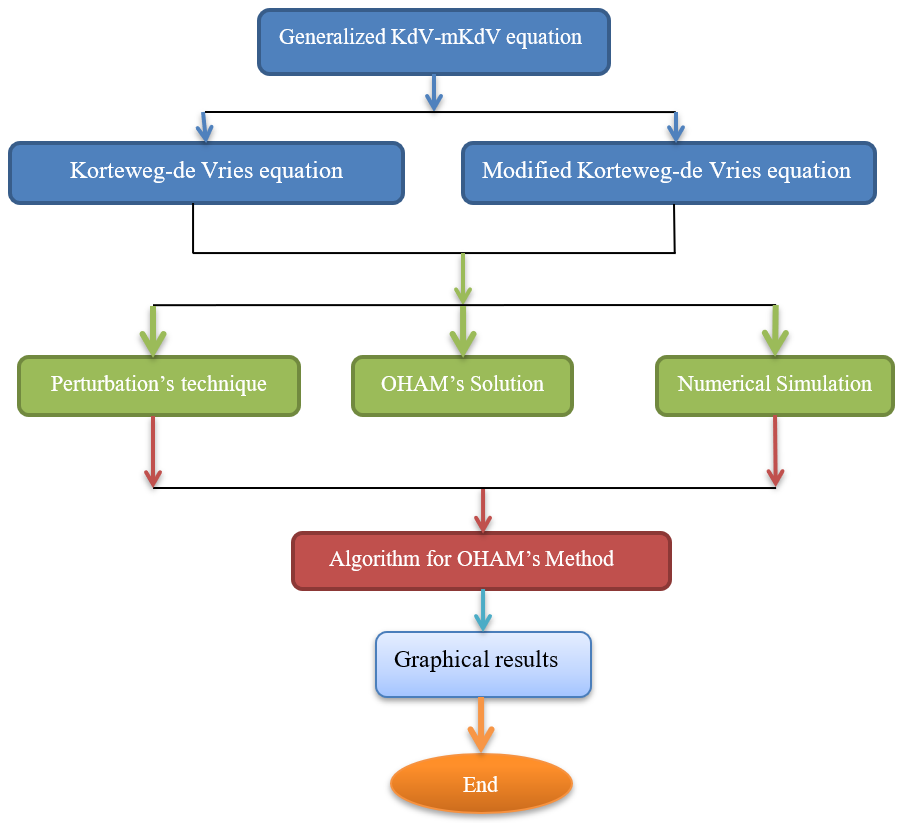 Generalized KdV-mKdV equation
Korteweg-de Vries equation
Modified Korteweg-de Vries equation
Perturbation’s technique
OHAM’s Solution
Numerical Simulation
Algorithm for OHAM’s Method
Graphical results
End